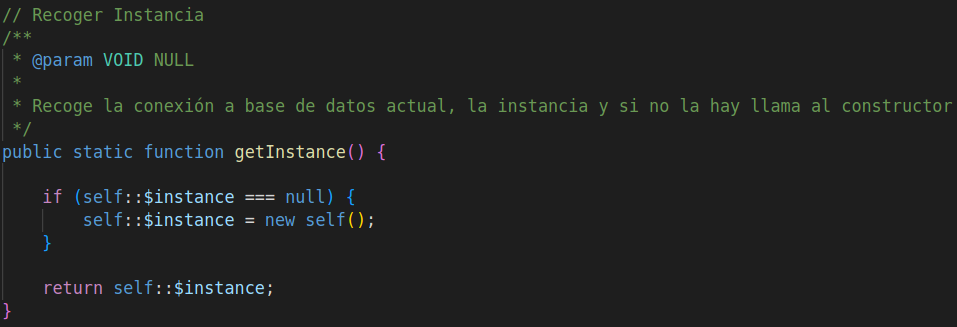 // Recoger Instancia
/**
 * @param VOID NULL
 *
 * Recoge la conexión a base de datos actual, la instancia y si no la hay llama al constructor
 */
public static function getInstance() {
    if (self::$instance === null) {
        self::$instance = new self();
    }
    return self::$instance;
}